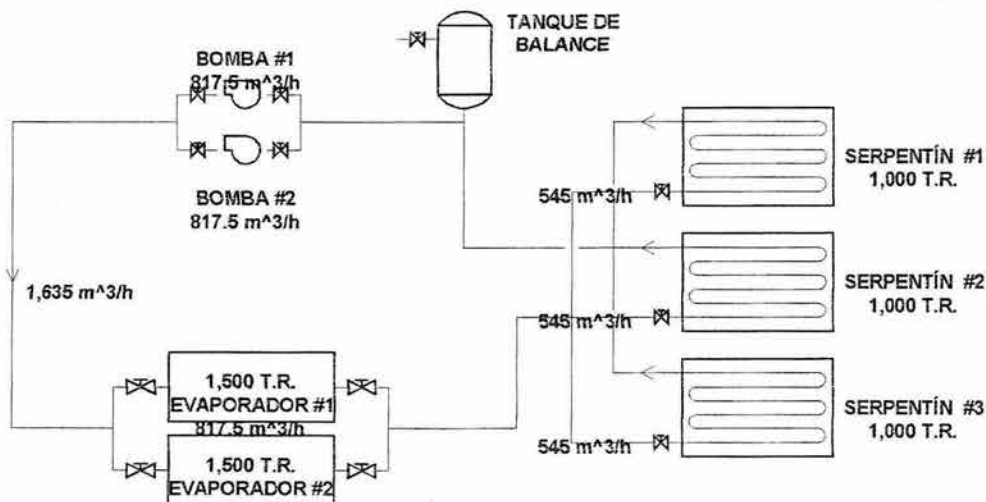 TANQUE DE
BALANCE
BOMBA #1
817.5 m^3/h
BOMBA #2
817.5 m^3/h
1,635 m^3/h
1,500 T.R.
EVAPORADOR #1
817.5 m^3/h
1,500 T.R.
EVAPORADOR #2
545 m^3/h
SERPENTÍN #1
1,000 T.R.
545 m^3/h
SERPENTÍN #2
1,000 T.R.
545 m^3/h
SERPENTÍN #3
1,000 T.R.